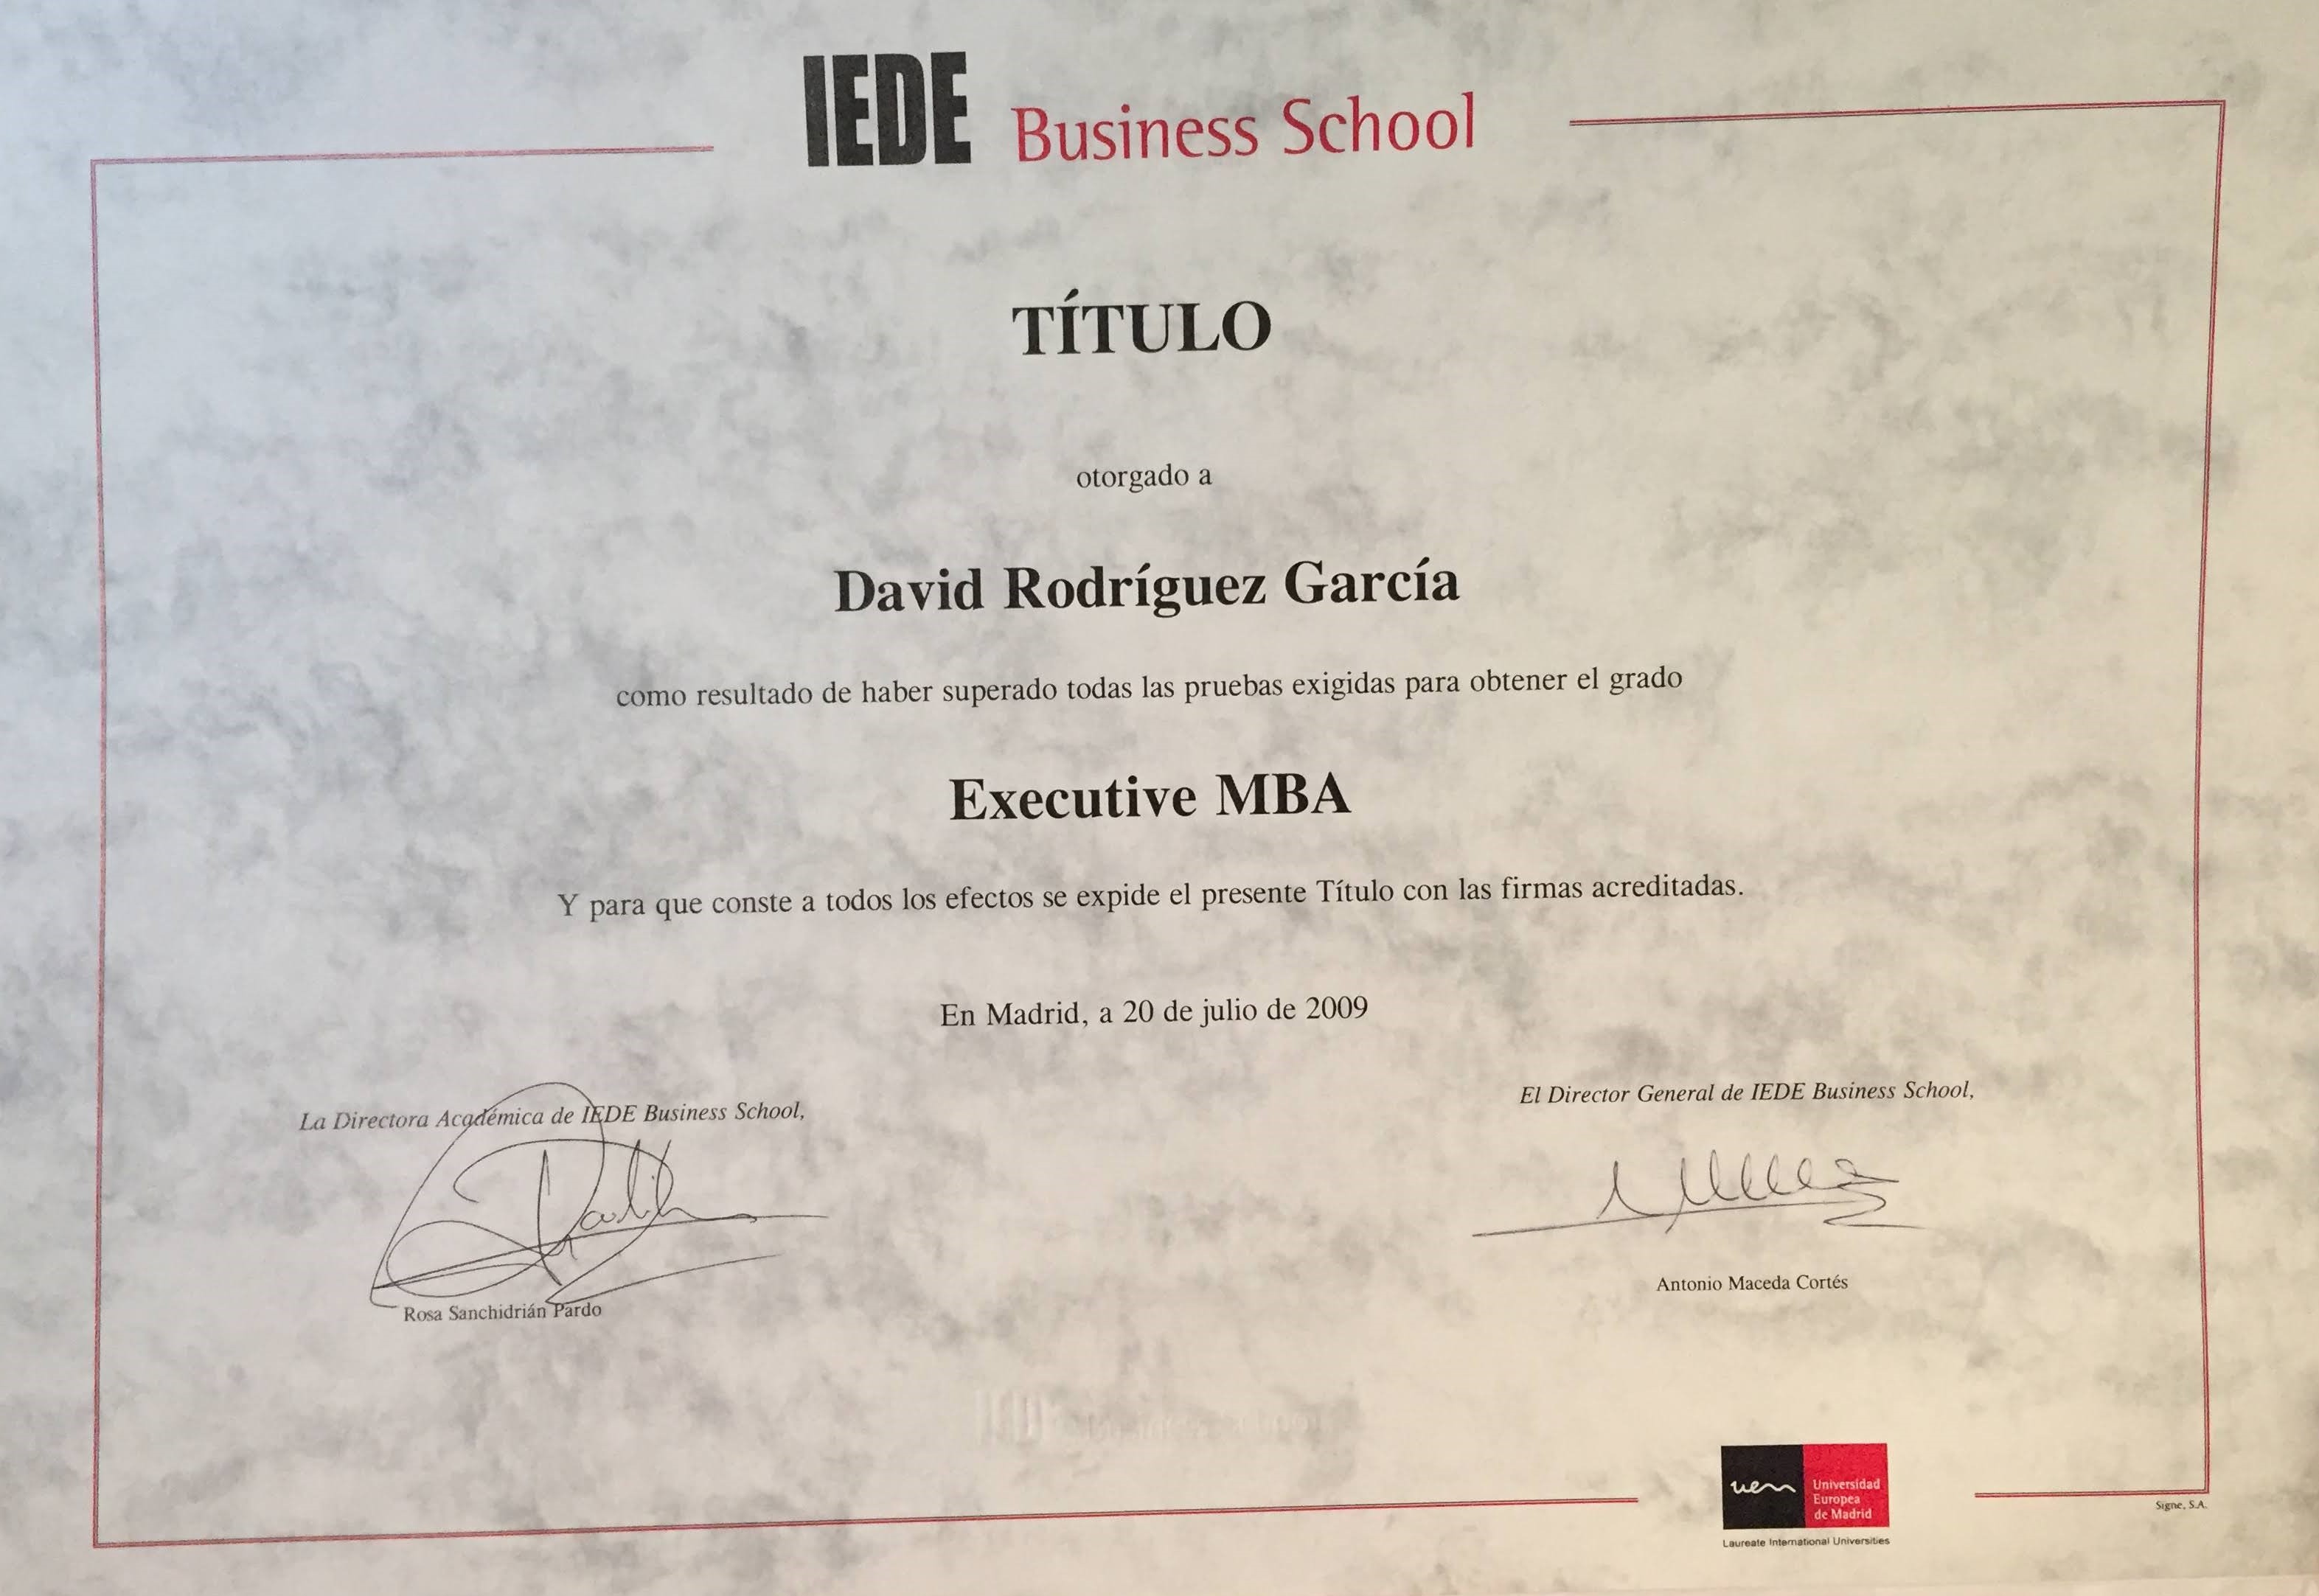 IEDE Business School
TÍTULO
otorgado a
David Rodríguez García
como resultado de haber superado todas las pruebas exigidas para obtener el grado
Executive MBA
Y para que conste a todos los efectos se expide el presente Título con las firmas acreditadas.
En Madrid, a 20 de julio de 2009
La Directora Académica de IEDE Business School,
Rosa Sanchidrián Pardo
El Director General de IEDE Business School,
Antonio Maceda Cortés
uem
Universidad
Europea
de Madrid
Laureate International Universities
Signe, S.A.